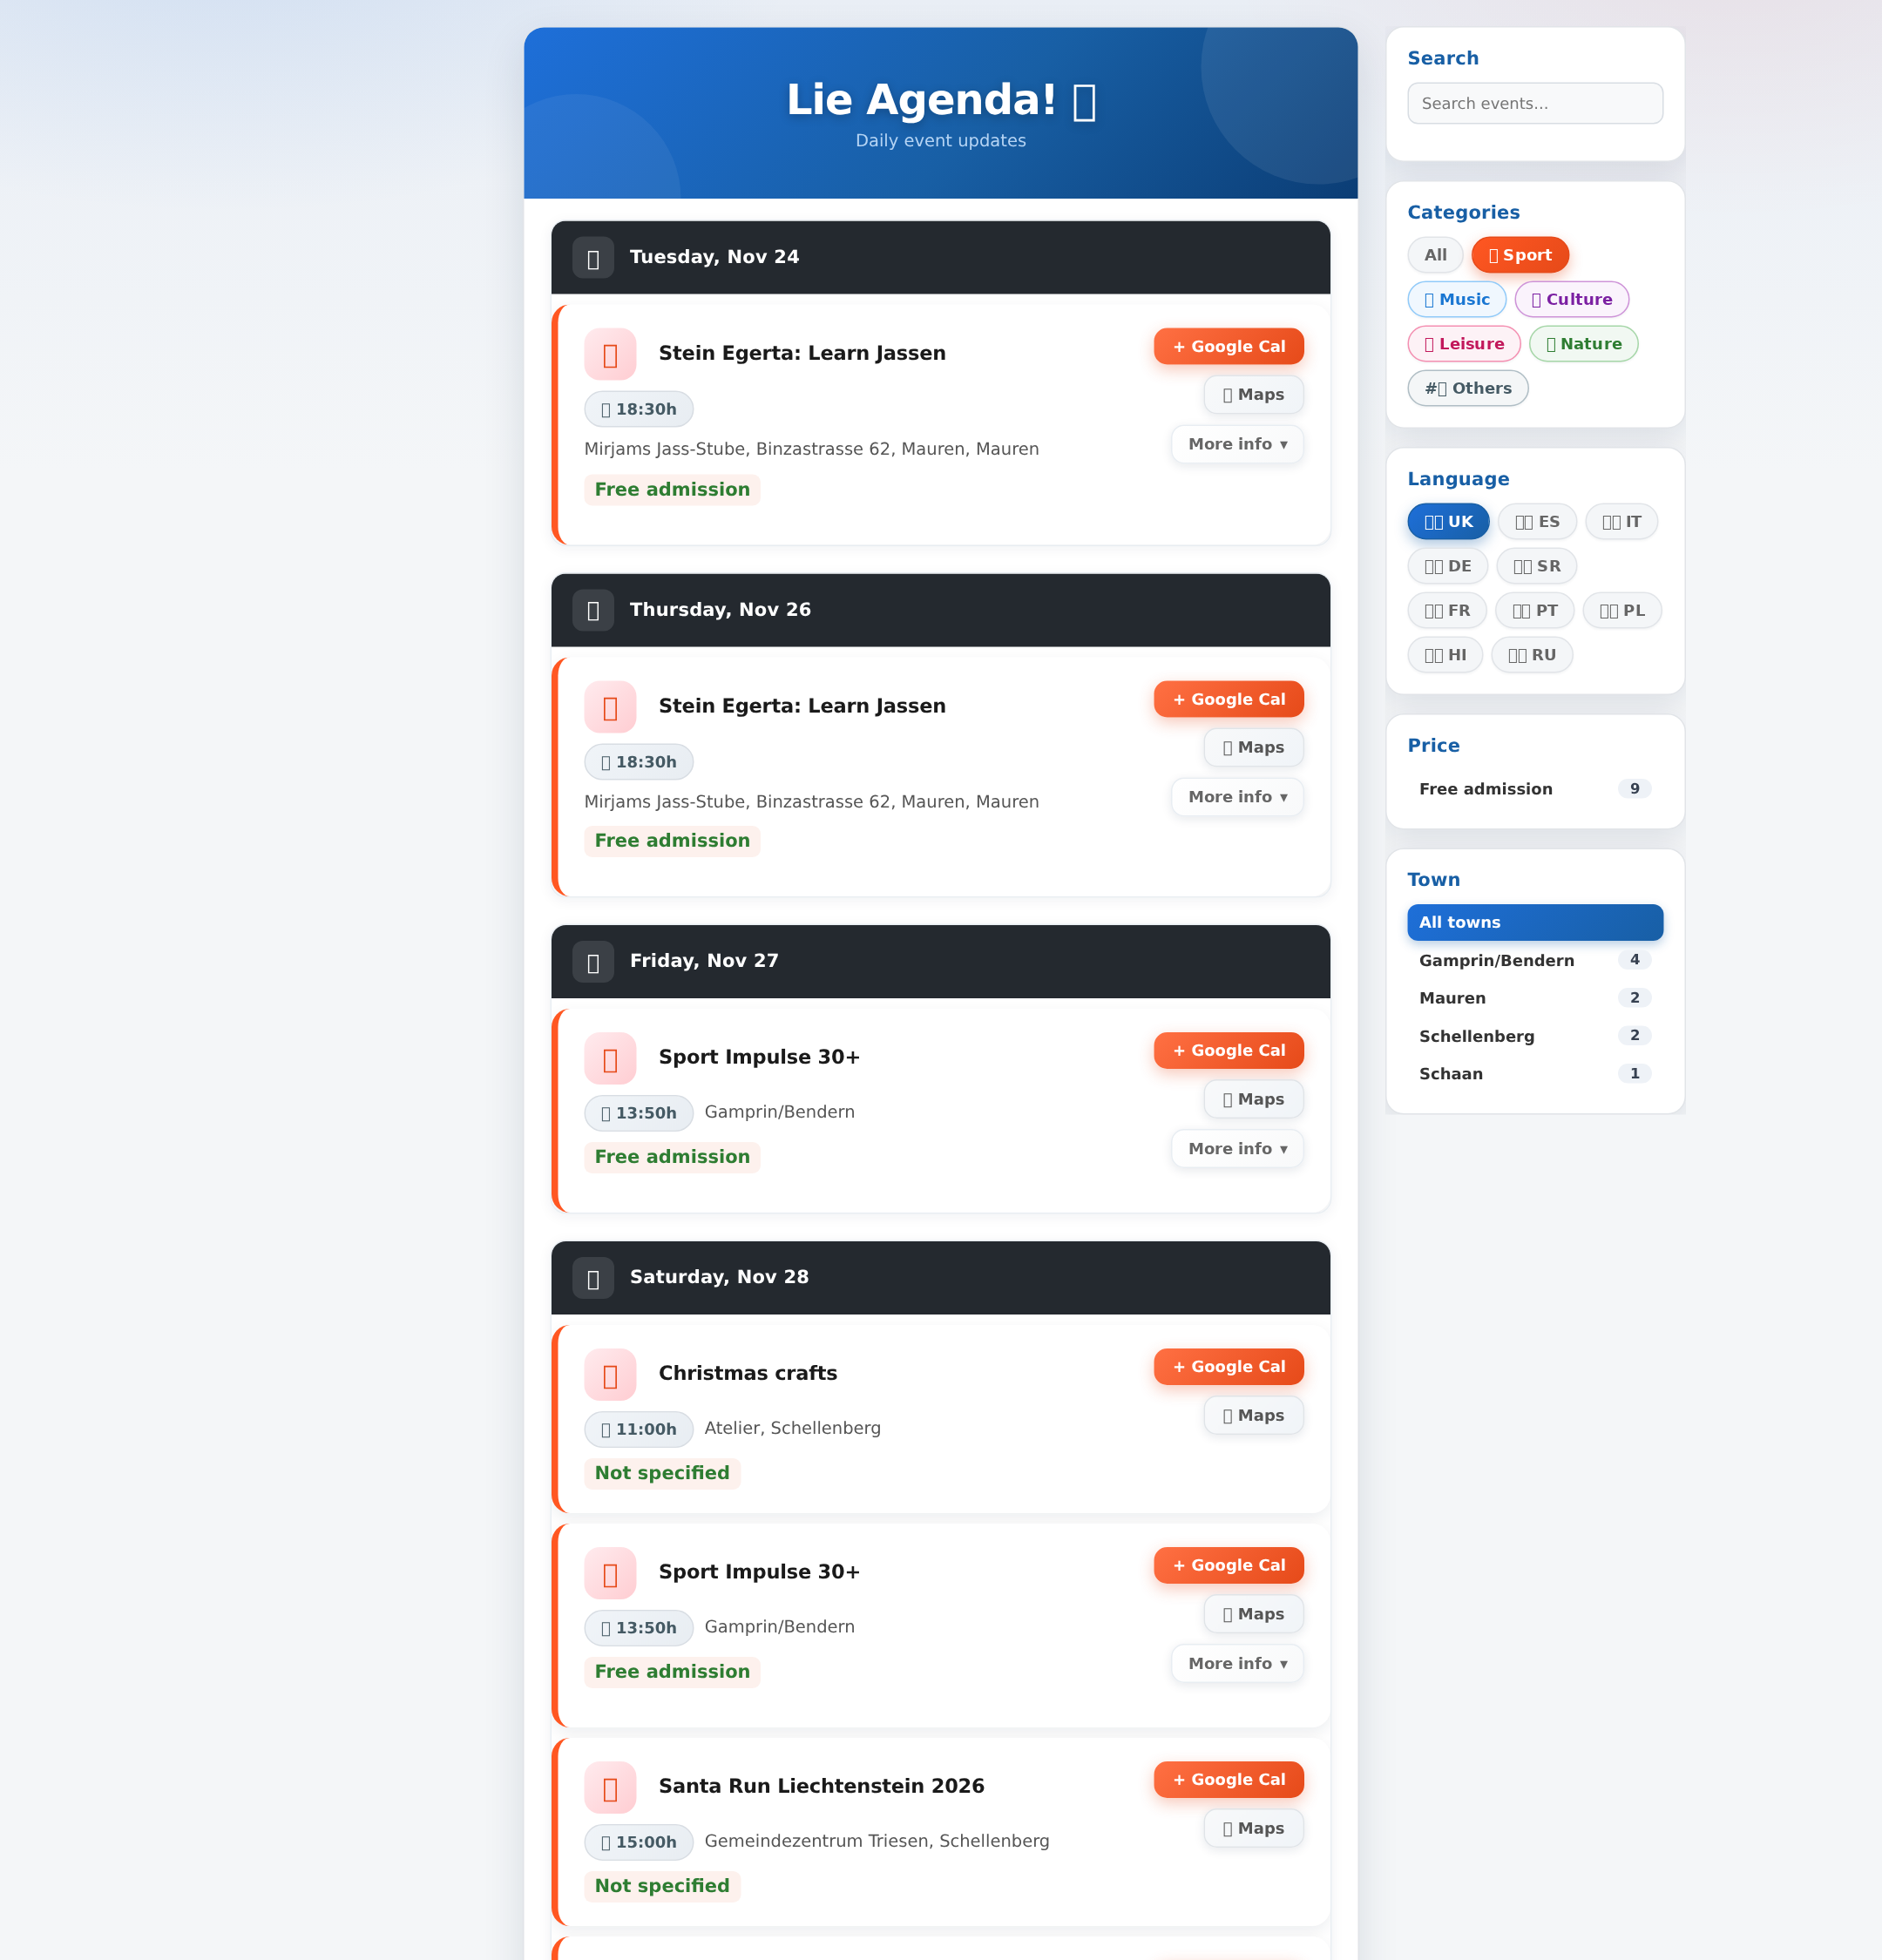 Lie Agenda!
Daily event updates
Tuesday, Nov 24
Stein Egerta: Learn Jassen
18:30h
Mirjams Jass-Stube, Binzastrasse 62, Mauren, Mauren
Free admission
+ Google Cal
Maps
More info ▾
Thursday, Nov 26
Stein Egerta: Learn Jassen
18:30h
Mirjams Jass-Stube, Binzastrasse 62, Mauren, Mauren
Free admission
+ Google Cal
Maps
More info ▾
Friday, Nov 27
Sport Impulse 30+
13:50h Gamprin/Bendern
Free admission
+ Google Cal
Maps
More info ▾
Saturday, Nov 28
Christmas crafts
11:00h Atelier, Schellenberg
Not specified
+ Google Cal
Maps
Sport Impulse 30+
13:50h Gamprin/Bendern
Free admission
+ Google Cal
Maps
More info ▾
Santa Run Liechtenstein 2026
15:00h Gemeindezentrum Triesen, Schellenberg
Not specified
+ Google Cal
Maps
Search
Search events...
Categories
All Sport
Music Culture
Leisure Nature
# Others
Language
UK ES IT
DE SR
FR PT PL
HI RU
Price
Free admission 9
Town
All towns
Gamprin/Bendern 4
Mauren 2
Schellenberg 2
Schaan 1